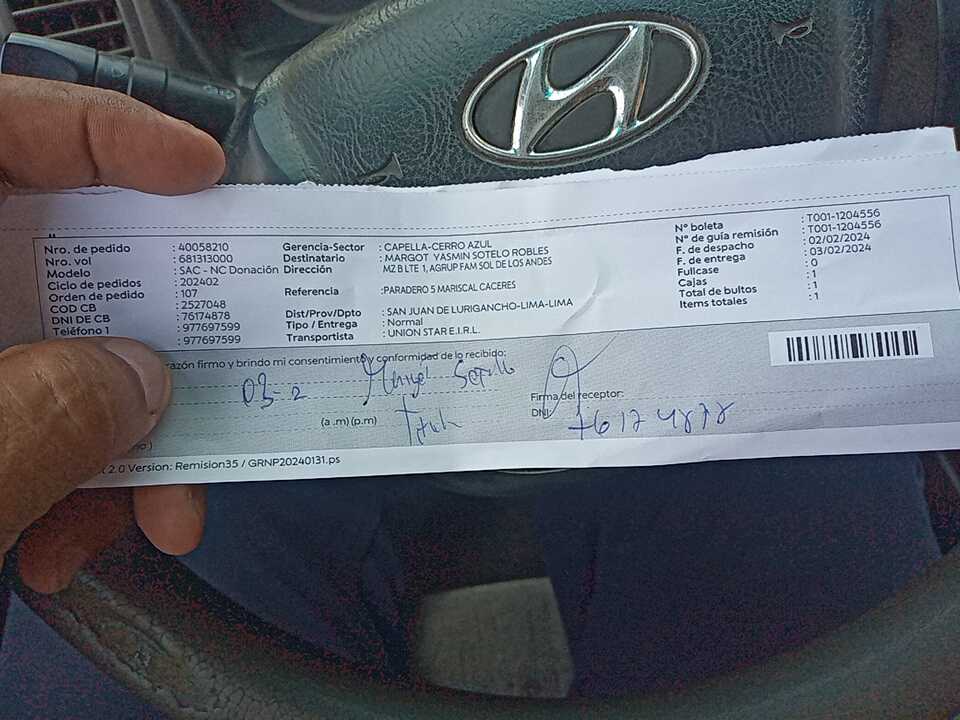 Nro. de pedido : 40058210
Nro. vol : 681313000
Modelo : SAC - NC Donación
Ciclo de pedidos : 202402
Orden de pedido : 107
COD CB : 2527048
DNI DE CB : 76174878
Teléfono 1 : 977697599
: 977697599
Gerencia-Sector : CAPELLA-CERRO AZUL
Destinatario : MARGOT YASMIN SOTELO ROBLES
Dirección MZ B LTE 1, AGRUP FAM SOL DE LOS ANDES
Referencia :PARADERO 5 MARISCAL CACERES
Dist/Prov/Dpto : SAN JUAN DE LURIGANCHO-LIMA-LIMA
Tipo / Entrega : Normal
Transportista : UNION STAR E.I.R.L.
N° boleta : T001-1204556
N° de guía remisión : T001-1204556
F. de despacho : 02/02/2024
F. de entrega : 03/02/2024
Fullcase : 0
Cajas : 1
Total de bultos : 1
Items totales : 1
razón firmo y brindo mi consentimiento y conformidad de lo recibido:
03-2 Sotelo
Firma del receptor:
(a .m) (p.m)
DNI: 76174878
2.0 Version: Remision35 / GRNP20240131.ps